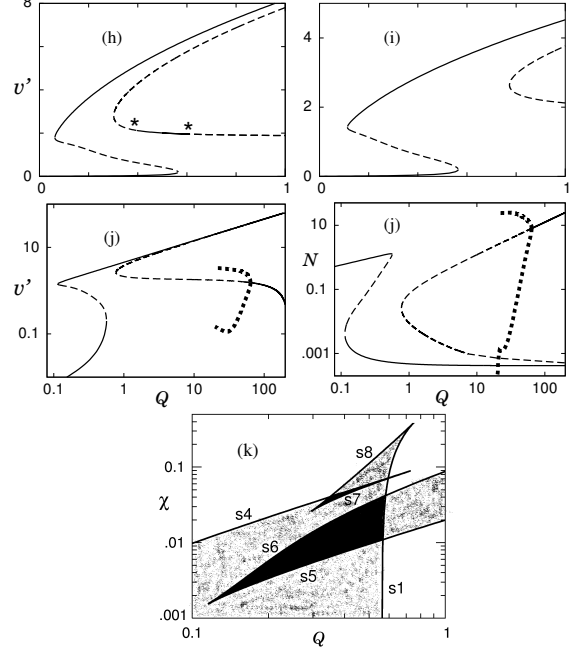 8
(h)
v'
* *
0
0 1
(i)
4
2
0
0 1
(j)
10
v'
0.1
0.1 1 10 100
Q
(j)
10
N
0.1
.001
0.1 1 10 100
Q
(k)
0.1
χ
.01
.001
s8
s7
s4
s6
s5
s1
0.1 1
Q